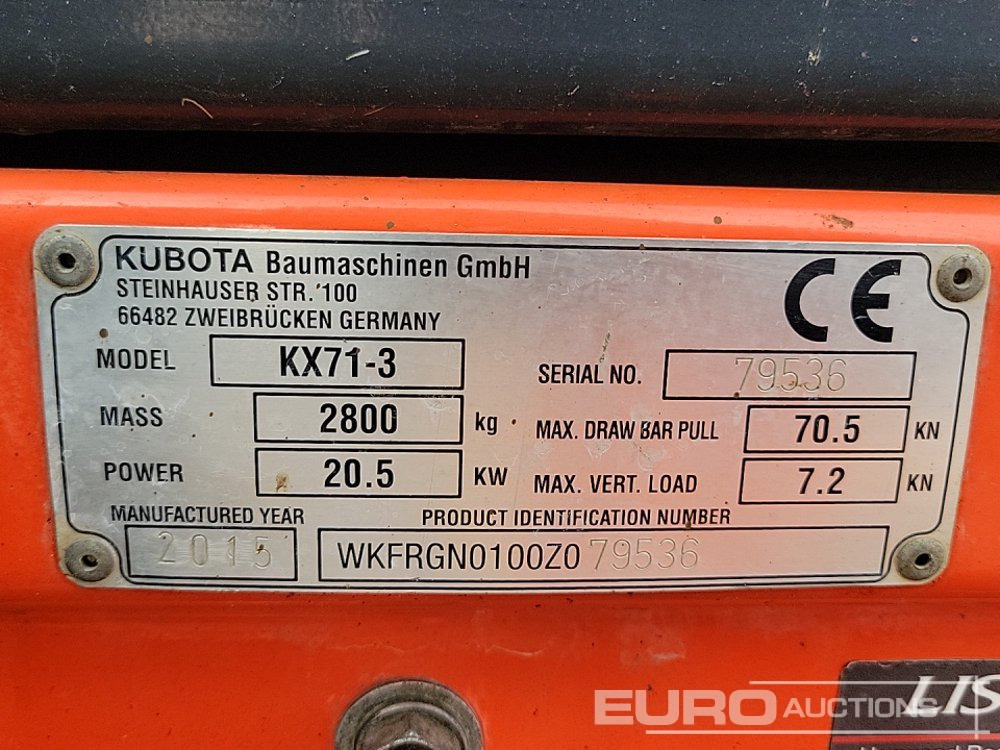 KUBOTA Baumaschinen GmbH
STEINHAUSER STR. 100
66482 ZWEIBRÜCKEN GERMANY
CE
MODEL KX71-3
SERIAL NO. 79536
MASS 2800 kg
MAX. DRAW BAR PULL 70.5 KN
POWER 20.5 KW
MAX. VERT. LOAD 7.2 KN
MANUFACTURED YEAR 2015
PRODUCT IDENTIFICATION NUMBER
WKFRGN0100Z079536
EURO AUCTIONS